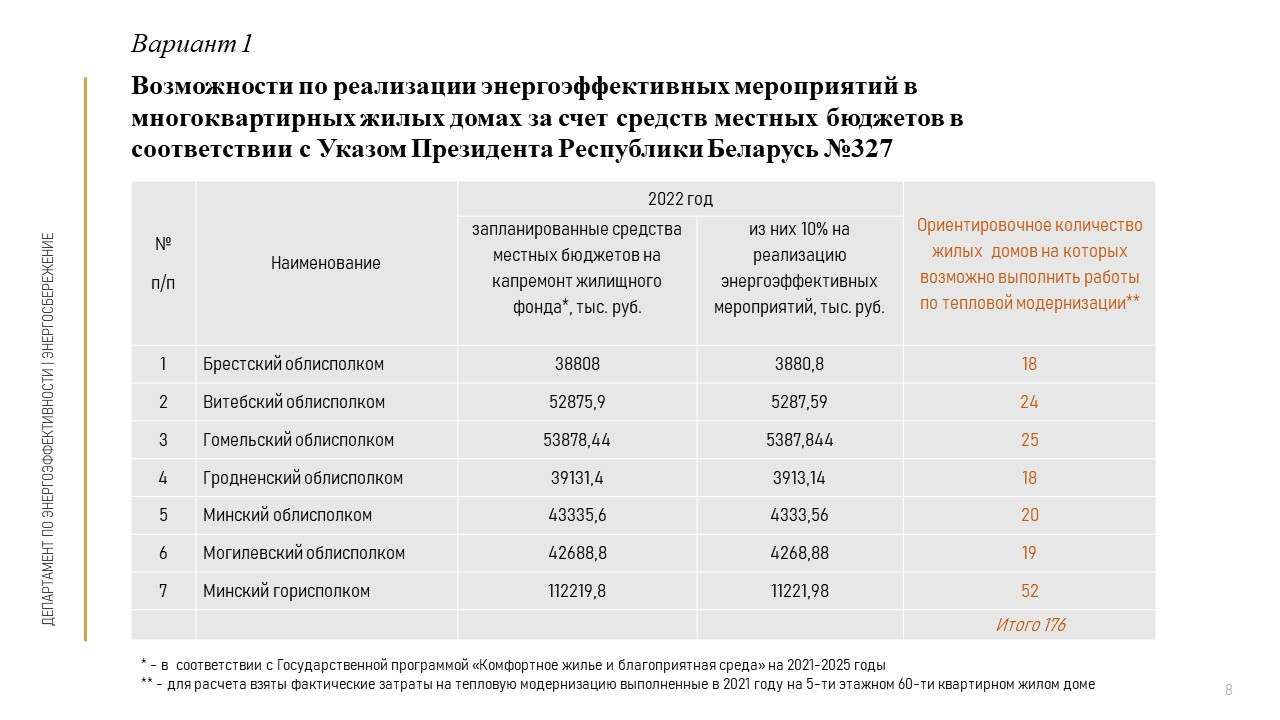 Вариант 1
Возможности по реализации энергоэффективных мероприятий в
многоквартирных жилых домах за счет средств местных бюджетов в
соответствии с Указом Президента Республики Беларусь №327
ДЕПАРТАМЕНТ ПО ЭНЕРГОЭФФЕКТИВНОСТИ | ЭНЕРГОСБЕРЕЖЕНИЕ
№
п/п
Наименование
2022 год
запланированные средства
местных бюджетов на
капремонт жилищного
фонда*, тыс. руб.
из них 10% на
реализацию
энергоэффективных
мероприятий, тыс. руб.
Ориентировочное количество
жилых домов на которых
возможно выполнить работы
по тепловой модернизации**
1 Брестский облисполком 38808 3880,8 18
2 Витебский облисполком 52875,9 5287,59 24
3 Гомельский облисполком 53878,44 5387,844 25
4 Гродненский облисполком 39131,4 3913,14 18
5 Минский облисполком 43335,6 4333,56 20
6 Могилевский облисполком 42688,8 4268,88 19
7 Минский горисполком 112219,8 11221,98 52
Итого 176
* - в соответствии с Государственной программой «Комфортное жилье и благоприятная среда» на 2021-2025 годы
** - для расчета взяты фактические затраты на тепловую модернизацию выполненные в 2021 году на 5-ти этажном 60-ти квартирном жилом доме
8